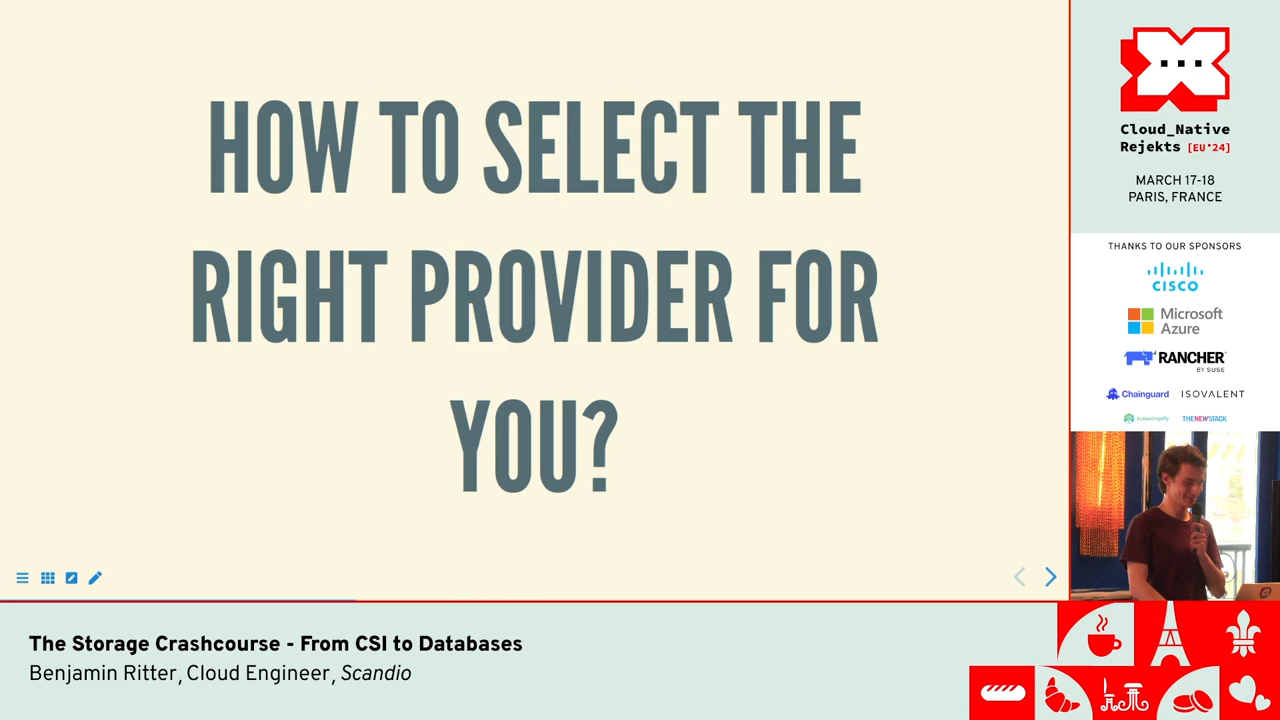 HOW TO SELECT THE
RIGHT PROVIDER FOR
YOU?
Cloud_Native
Rejekts [EU'24]
MARCH 17-18
PARIS, FRANCE
THANKS TO OUR SPONSORS
CISCO
Microsoft
Azure
RANCHER
BY SUSE
Chainguard
ISOVALENT
kubesimplify
THENEWSTACK
The Storage Crashcourse - From CSI to Databases
Benjamin Ritter, Cloud Engineer, Scandio